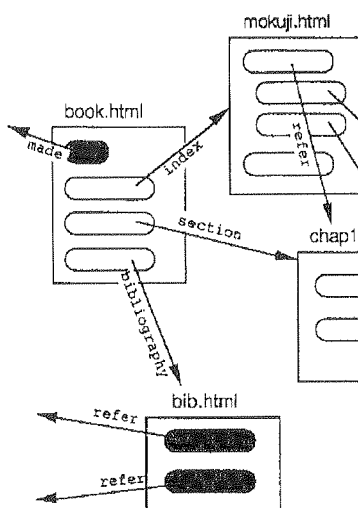 mokuji.html
book.html
made
index
refer
section
chap1
bibliography
bib.html
refer
refer